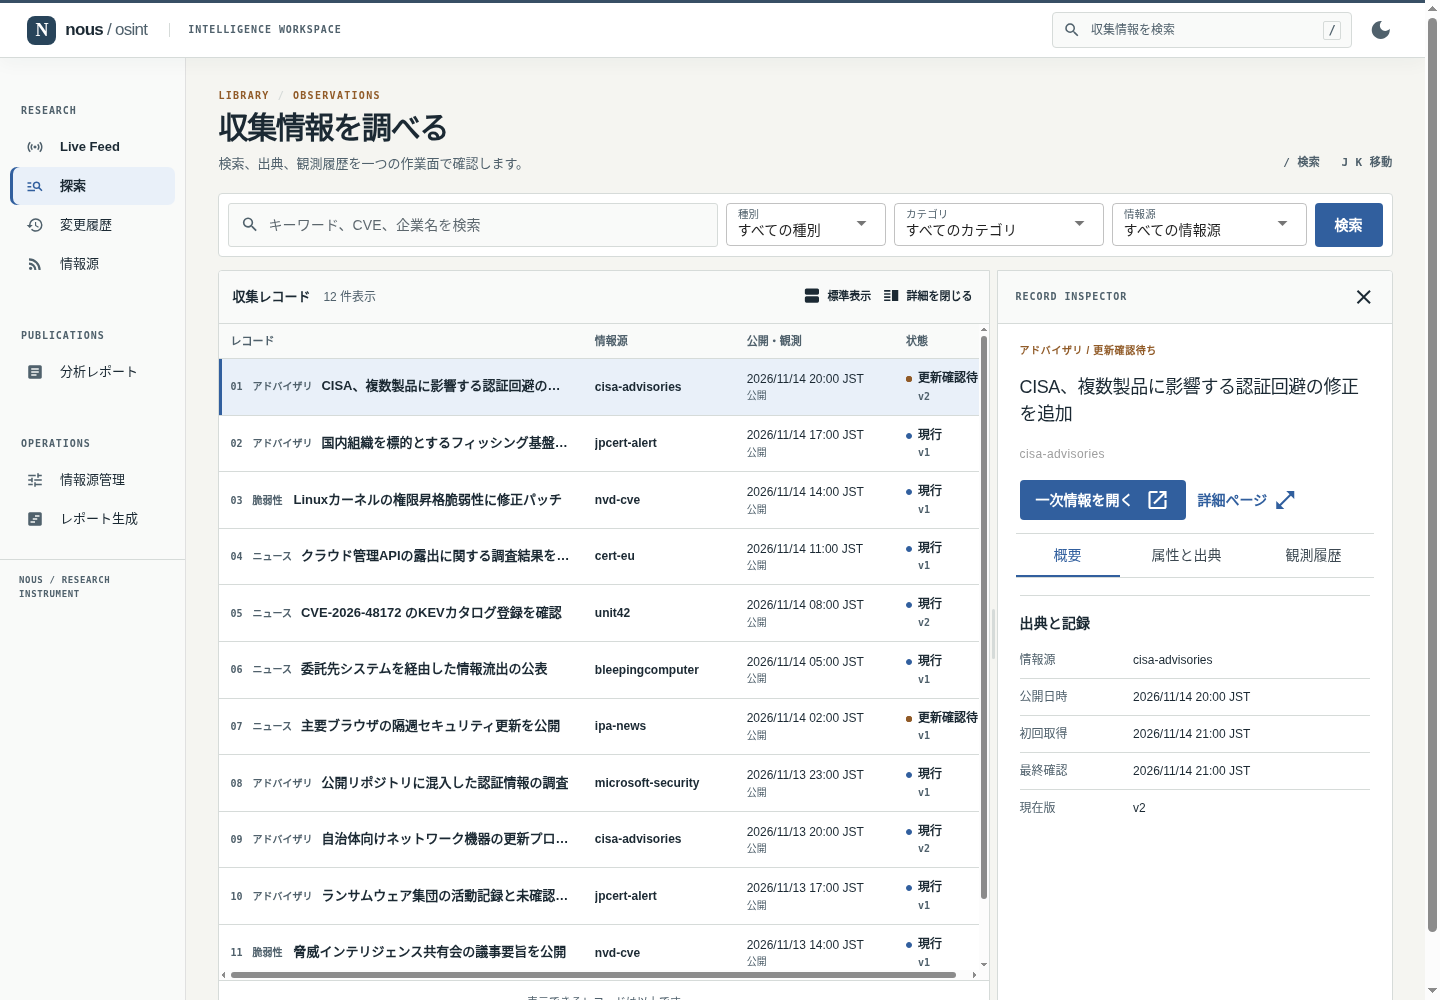 N nous / osint INTELLIGENCE WORKSPACE 収集情報を検索 /
RESEARCH
Live Feed
探索
変更履歴
情報源
PUBLICATIONS
分析レポート
OPERATIONS
情報源管理
レポート生成
NOUS / RESEARCH
INSTRUMENT
LIBRARY / OBSERVATIONS
収集情報を調べる
検索、出典、観測履歴を一つの作業面で確認します。
/ 検索 J K 移動
キーワード、CVE、企業名を検索
種別
すべての種別
カテゴリ
すべてのカテゴリ
情報源
すべての情報源
検索
収集レコード 12 件表示 標準表示 詳細を閉じる
レコード 情報源 公開・観測 状態
01 アドバイザリ CISA、複数製品に影響する認証回避の… cisa-advisories 2026/11/14 20:00 JST 更新確認待
公開 v2
02 アドバイザリ 国内組織を標的とするフィッシング基盤… jpcert-alert 2026/11/14 17:00 JST 現行
公開 v1
03 脆弱性 Linuxカーネルの権限昇格脆弱性に修正パッチ nvd-cve 2026/11/14 14:00 JST 現行
公開 v1
04 ニュース クラウド管理APIの露出に関する調査結果を… cert-eu 2026/11/14 11:00 JST 現行
公開 v1
05 ニュース CVE-2026-48172 のKEVカタログ登録を確認 unit42 2026/11/14 08:00 JST 現行
公開 v2
06 ニュース 委託先システムを経由した情報流出の公表 bleepingcomputer 2026/11/14 05:00 JST 現行
公開 v1
07 ニュース 主要ブラウザの隔週セキュリティ更新を公開 ipa-news 2026/11/14 02:00 JST 更新確認待
公開 v1
08 アドバイザリ 公開リポジトリに混入した認証情報の調査 microsoft-security 2026/11/13 23:00 JST 現行
公開 v1
09 アドバイザリ 自治体向けネットワーク機器の更新プロ… cisa-advisories 2026/11/13 20:00 JST 現行
公開 v2
10 アドバイザリ ランサムウェア集団の活動記録と未確認… jpcert-alert 2026/11/13 17:00 JST 現行
公開 v1
11 脆弱性 脅威インテリジェンス共有会の議事要旨を公開 nvd-cve 2026/11/13 14:00 JST 現行
公開 v1
RECORD INSPECTOR
アドバイザリ / 更新確認待ち
CISA、複数製品に影響する認証回避の修正
を追加
cisa-advisories
一次情報を開く 詳細ページ
概要 属性と出典 観測履歴
出典と記録
情報源 cisa-advisories
公開日時 2026/11/14 20:00 JST
初回取得 2026/11/14 21:00 JST
最終確認 2026/11/14 21:00 JST
現在版 v2